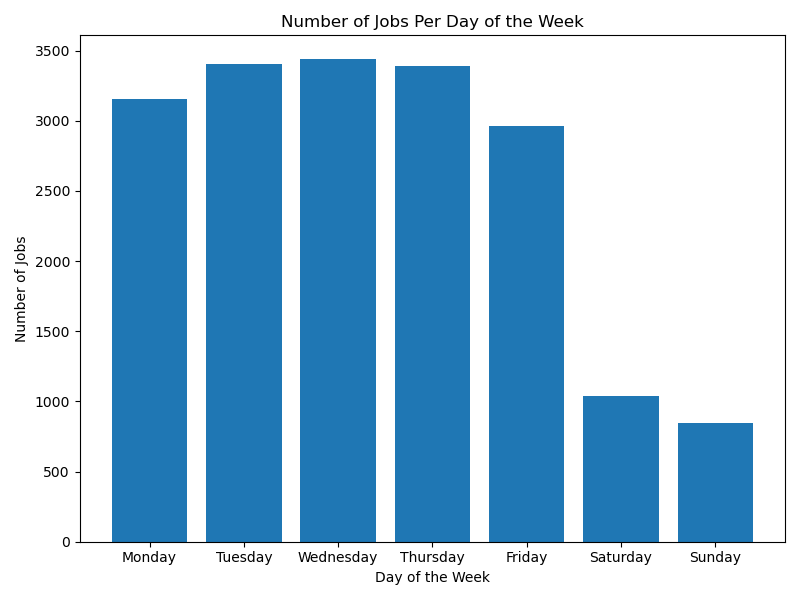 Number of Jobs Per Day of the Week
3500
3000
2500
2000
1500
1000
500
0
Number of Jobs
Monday Tuesday Wednesday Thursday Friday Saturday Sunday
Day of the Week